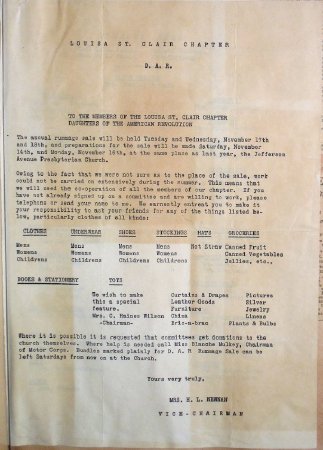 LOUISA ST. CLAIR CHAPTER
D. A. R.
TO THE MEMBERS OF THE LOUISA ST. CLAIR CHAPTER
DAUGHTERS OF THE AMERICAN REVOLUTION
The annual rummage sale will be held Tuesday and Wednesday, November 17th
and 18th, and preparations for the sale will be made Saturday, November
14th, and Monday, November 16th, at the same place as last year, the Jefferson
Avenue Presbyterian Church.
Owing to the fact that we were not sure as to the place of the sale, work
could not be carried on extensively during the summer. This means that
we will need the co-operation of all the members of our chapter. If you
have not already signed up on a committee and are willing to work, please
telephone or send your name to me. We earnestly entreat you to make it
your responsibility to ask your friends for any of the things listed be-
low, particularly clothes of all kinds:
CLOTHES UNDERWEAR SHOES STOCKINGS HATS GROCERIES
Mens Mens Mens Mens Not Straw Canned Fruit
Womens Womens Womens Womens Canned Vegetables
Childrens Childrens Childrens Childrens Jellies, etc.,
BOOKS & STATIONERY TOYS
We wish to make Curtains & Drapes Pictures
this a special Leather Goods Silver
feature. Furniture Jewelry
Mrs. C. Haines Wilson China Linens
-Chairman- Bric-a-brac Plants & Bulbs
Where it is possible it is requested that committees get donations to the
church themselves. Where help is needed call Miss Blanche Mulkey, Chairman
of Motor Corps. Bundles marked plainly for D. A. R. Rummage Sale can be
left Saturdays from now on at the Church.
Yours very truly,
MRS. H. L. NEWNAN
VICE-CHAIRMAN